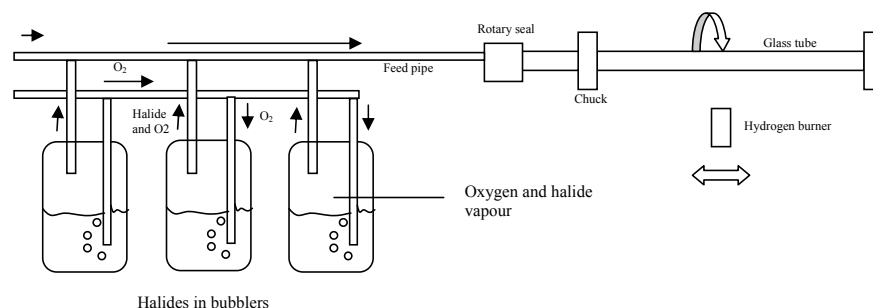 Rotary seal
Glass tube
O2
Feed pipe
Chuck
Halide
and O2
O2
Hydrogen burner
Oxygen and halide
vapour
Halides in bubblers